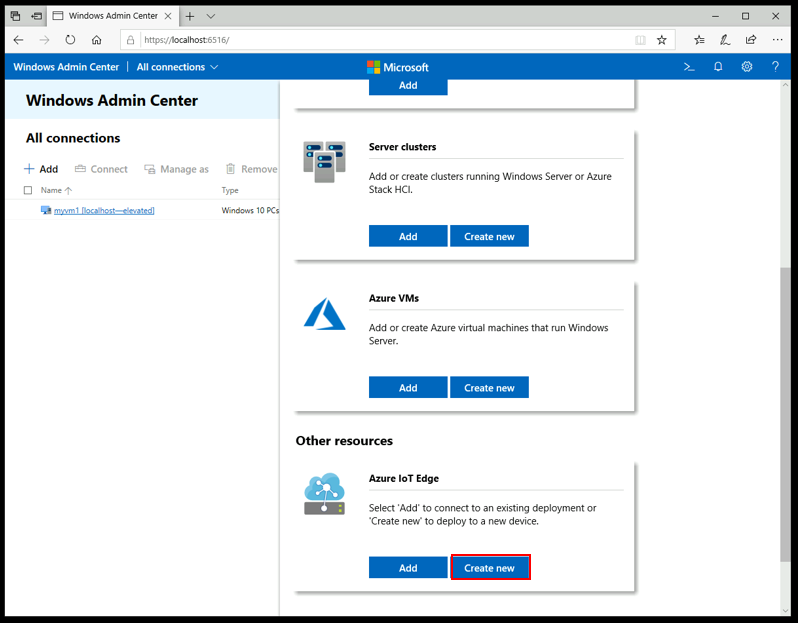 Windows Admin Center
https://localhost:6516/
Windows Admin Center | All connections
Microsoft
Windows Admin Center
All connections
Add Connect Manage as Remove
Name Type
myvm1 [localhost—elevated] Windows 10 PCs
Add
Server clusters
Add or create clusters running Windows Server or Azure
Stack HCI.
Add Create new
Azure VMs
Add or create Azure virtual machines that run Windows
Server.
Add Create new
Other resources
Azure IoT Edge
Select 'Add' to connect to an existing deployment or
'Create new' to deploy to a new device.
Add Create new